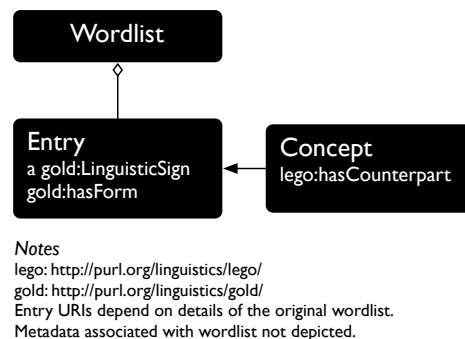 Wordlist
Entry
a gold:LinguisticSign
gold:hasForm
Concept
lego:hasCounterpart
Notes
lego: http://purl.org/linguistics/lego/
gold: http://purl.org/linguistics/gold/
Entry URIs depend on details of the original wordlist.
Metadata associated with wordlist not depicted.